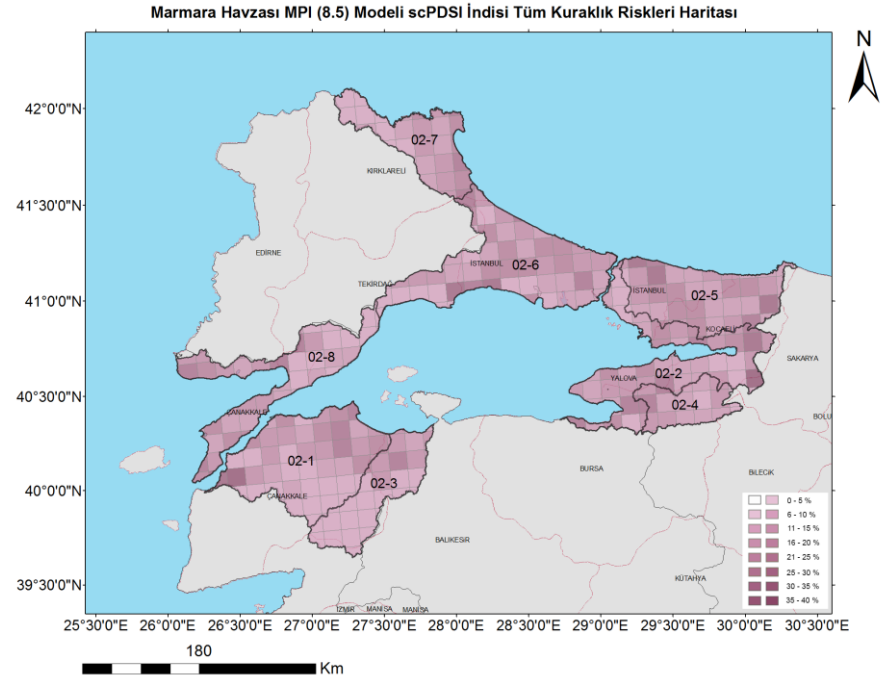 Marmara Havzası MPI (8.5) Modeli scPDSI İndisi Tüm Kuraklık Riskleri Haritası
N
42°0'0"N
02-7
KIRKLARELİ
41°30'0"N
EDİRNE
İSTANBUL
02-6
TEKİRDAĞ
İSTANBUL
02-5
41°0'0"N
KOCAELİ
02-8
SAKARYA
40°30'0"N
YALOVA
02-2
02-4
ÇANAKKALE
BOLU
02-1
02-3
BURSA
BİLECİK
40°0'0"N
ÇANAKKALE
BALIKESİR
KÜTAHYA
39°30'0"N
İZMİR
MANİSA
MANİSA
0 - 5 %
6 - 10 %
11 - 15 %
16 - 20 %
21 - 25 %
25 - 30 %
30 - 35 %
35 - 40 %
25°30'0"E 26°0'0"E 26°30'0"E 27°0'0"E 27°30'0"E 28°0'0"E 28°30'0"E 29°0'0"E 29°30'0"E 30°0'0"E 30°30'0"E
180
Km